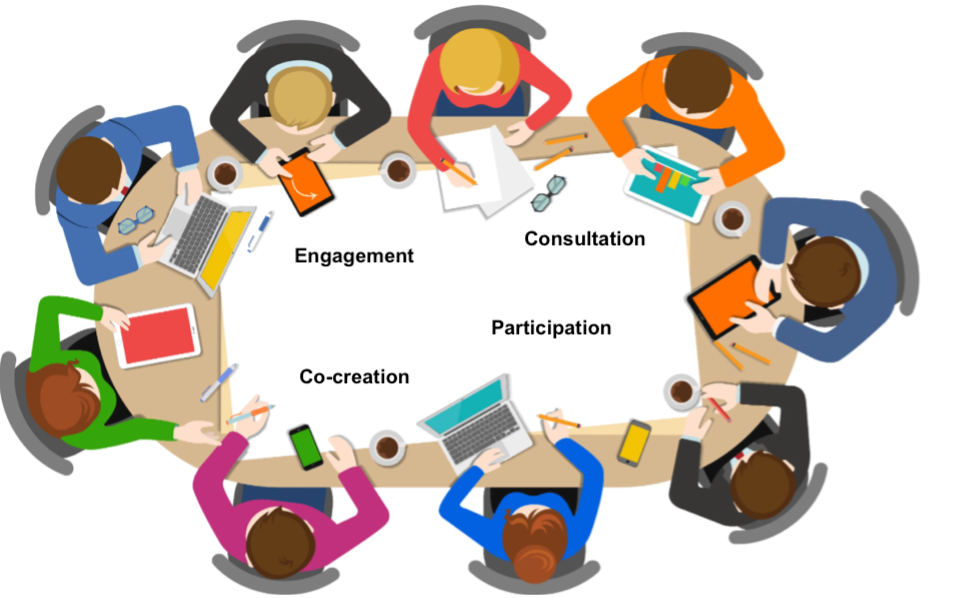 Consultation
Engagement
Participation
Co-creation